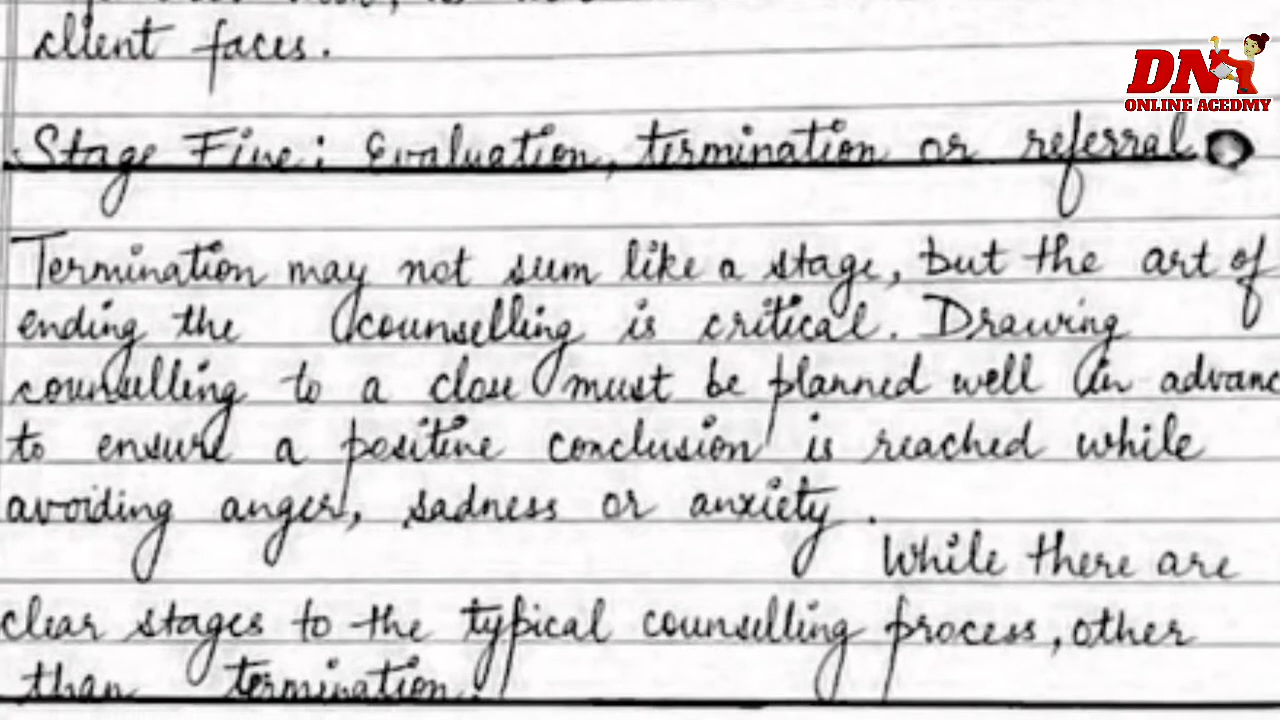 client faces.
DN
ONLINE ACEDMY
Stage Five: Evaluation, termination or referral
Termination may not seem like a stage, but the art of
ending the counselling is critical. Drawing
counselling to a close must be planned well in advanc
to ensure a positive conclusion is reached while
avoiding anger, sadness or anxiety.
While there are
clear stages to the typical counselling process, other
than termination.